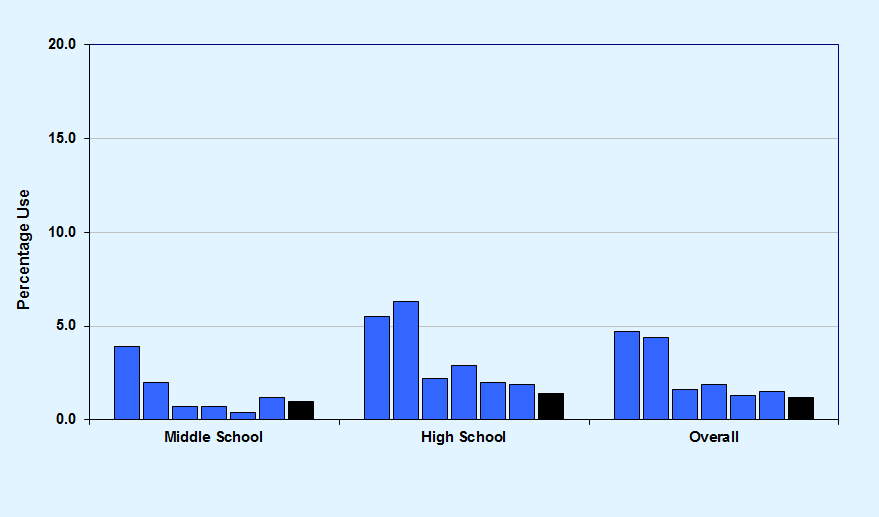 20.0
15.0
10.0
5.0
0.0
Percentage Use
Middle School
High School
Overall